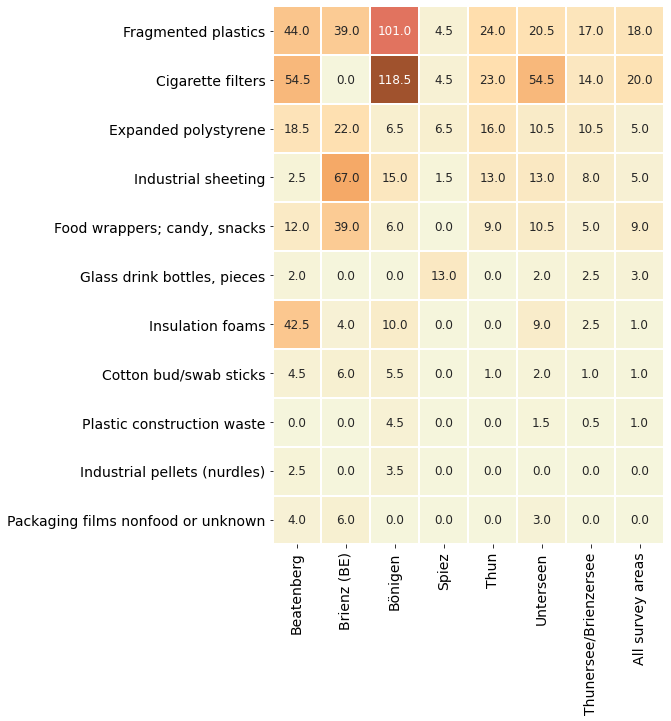 Fragmented plastics 44.0 39.0 101.0 4.5 24.0 20.5 17.0 18.0
Cigarette filters 54.5 0.0 118.5 4.5 23.0 54.5 14.0 20.0
Expanded polystyrene 18.5 22.0 6.5 6.5 16.0 10.5 10.5 5.0
Industrial sheeting 2.5 67.0 15.0 1.5 13.0 13.0 8.0 5.0
Food wrappers; candy, snacks 12.0 39.0 6.0 0.0 9.0 10.5 5.0 9.0
Glass drink bottles, pieces 2.0 0.0 0.0 13.0 0.0 2.0 2.5 3.0
Insulation foams 42.5 4.0 10.0 0.0 0.0 9.0 2.5 1.0
Cotton bud/swab sticks 4.5 6.0 5.5 0.0 1.0 2.0 1.0 1.0
Plastic construction waste 0.0 0.0 4.5 0.0 0.0 1.5 0.5 1.0
Industrial pellets (nurdles) 2.5 0.0 3.5 0.0 0.0 0.0 0.0 0.0
Packaging films nonfood or unknown 4.0 6.0 0.0 0.0 0.0 3.0 0.0 0.0
Beatenberg
Brienz (BE)
Bönigen
Spiez
Thun
Unterseen
Thunersee/Brienzersee
All survey areas